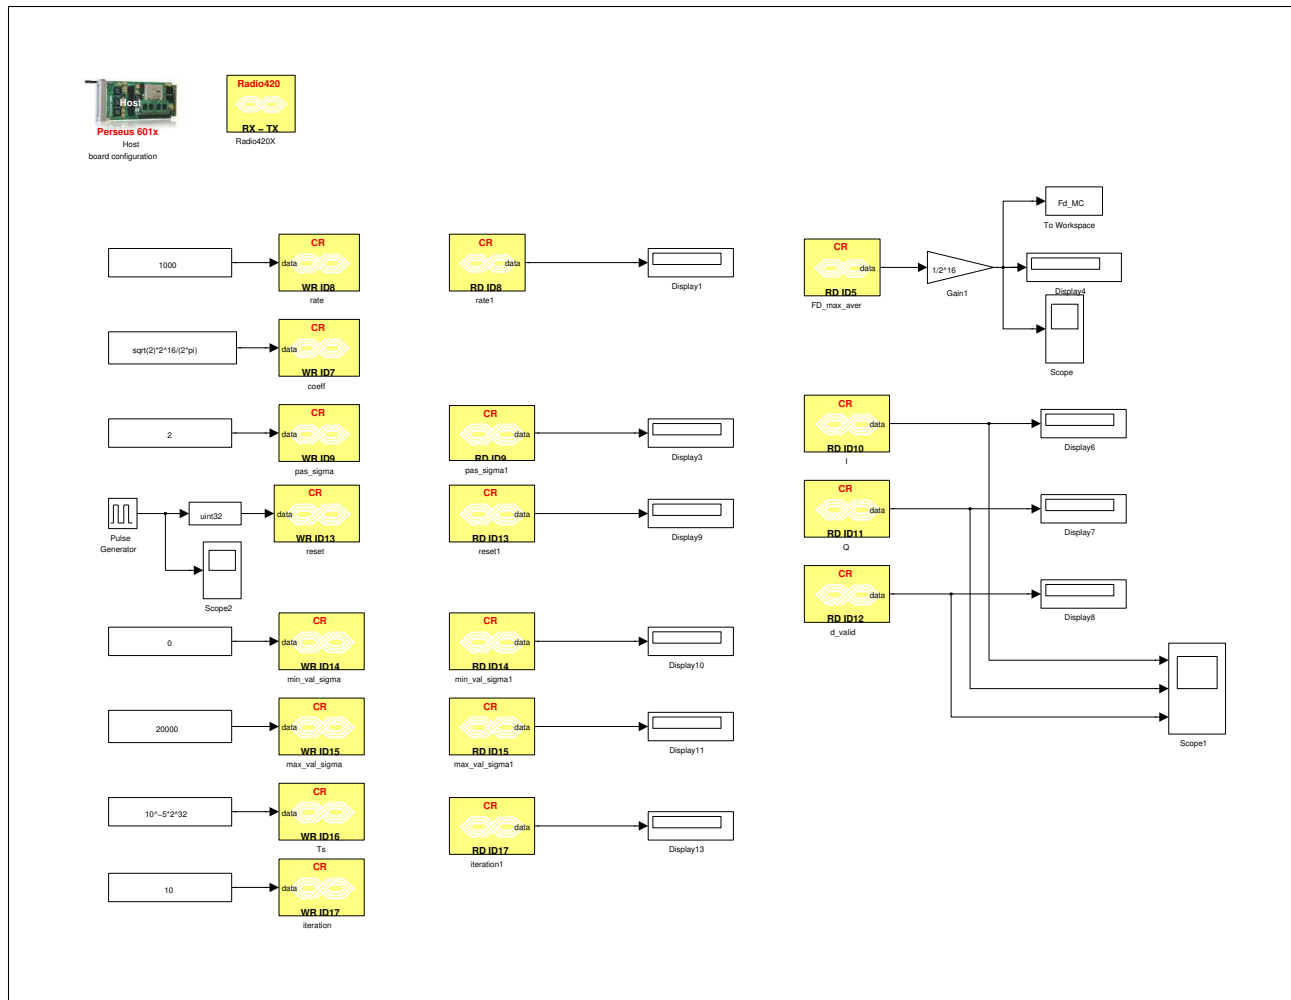 Host
Perseus 601x
Host
board configuration
Radio420
RX − TX
Radio420X
1000
CR
data
WR ID8
rate
sqrt(2)*2^16/(2*pi)
CR
data
WR ID7
coeff
2
CR
data
WR ID9
pas_sigma
Pulse
Generator
uint32
CR
data
WR ID13
reset
Scope2
0
CR
data
WR ID14
min_val_sigma
20000
CR
data
WR ID15
max_val_sigma
10^−5*2^32
CR
data
WR ID16
Ts
10
CR
data
WR ID17
iteration
CR
data
RD ID8
rate1
Display1
CR
data
RD ID9
pas_sigma1
Display3
CR
data
RD ID13
reset1
Display9
CR
data
RD ID14
min_val_sigma1
Display10
CR
data
RD ID15
max_val_sigma1
Display11
CR
data
RD ID17
iteration1
Display13
CR
data
RD ID5
FD_max_aver
1/2^16
Gain1
Fd_MC
To Workspace
Display4
Scope
CR
data
RD ID10
I
Display6
CR
data
RD ID11
Q
Display7
CR
data
RD ID12
d_valid
Display8
Scope1